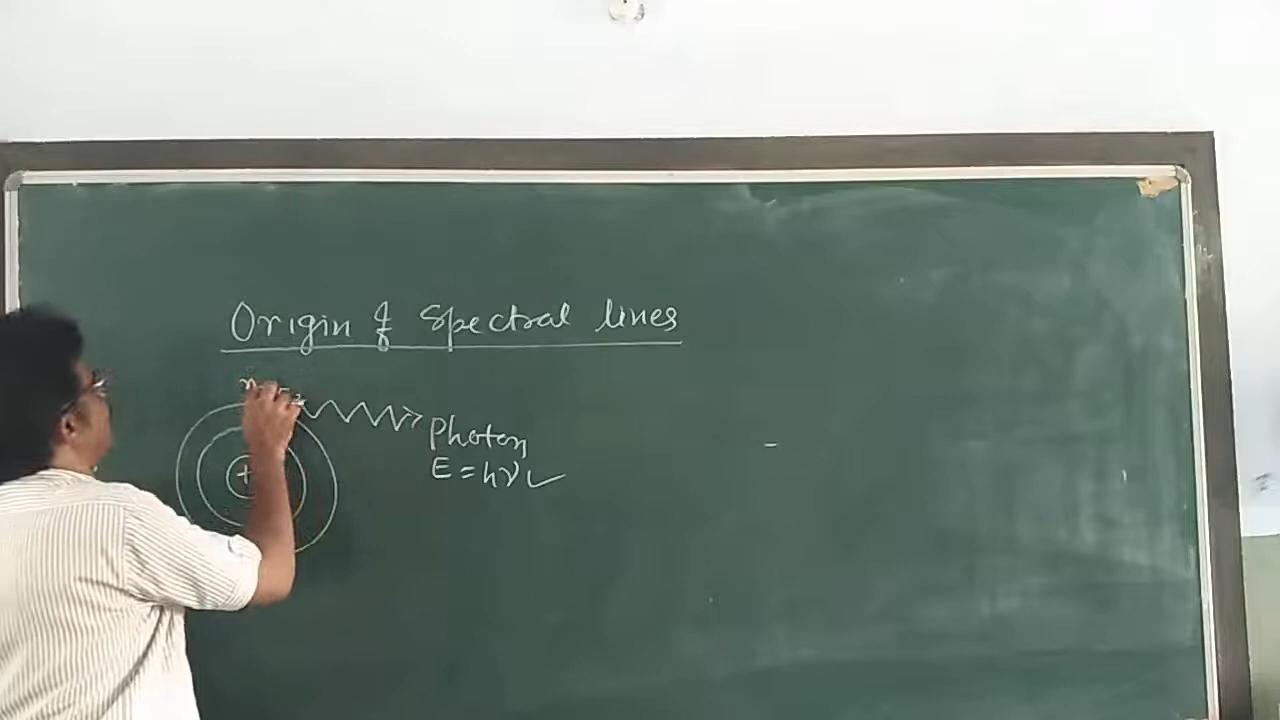 Origin of Spectral lines
n
Photon
E = hν ✓
+